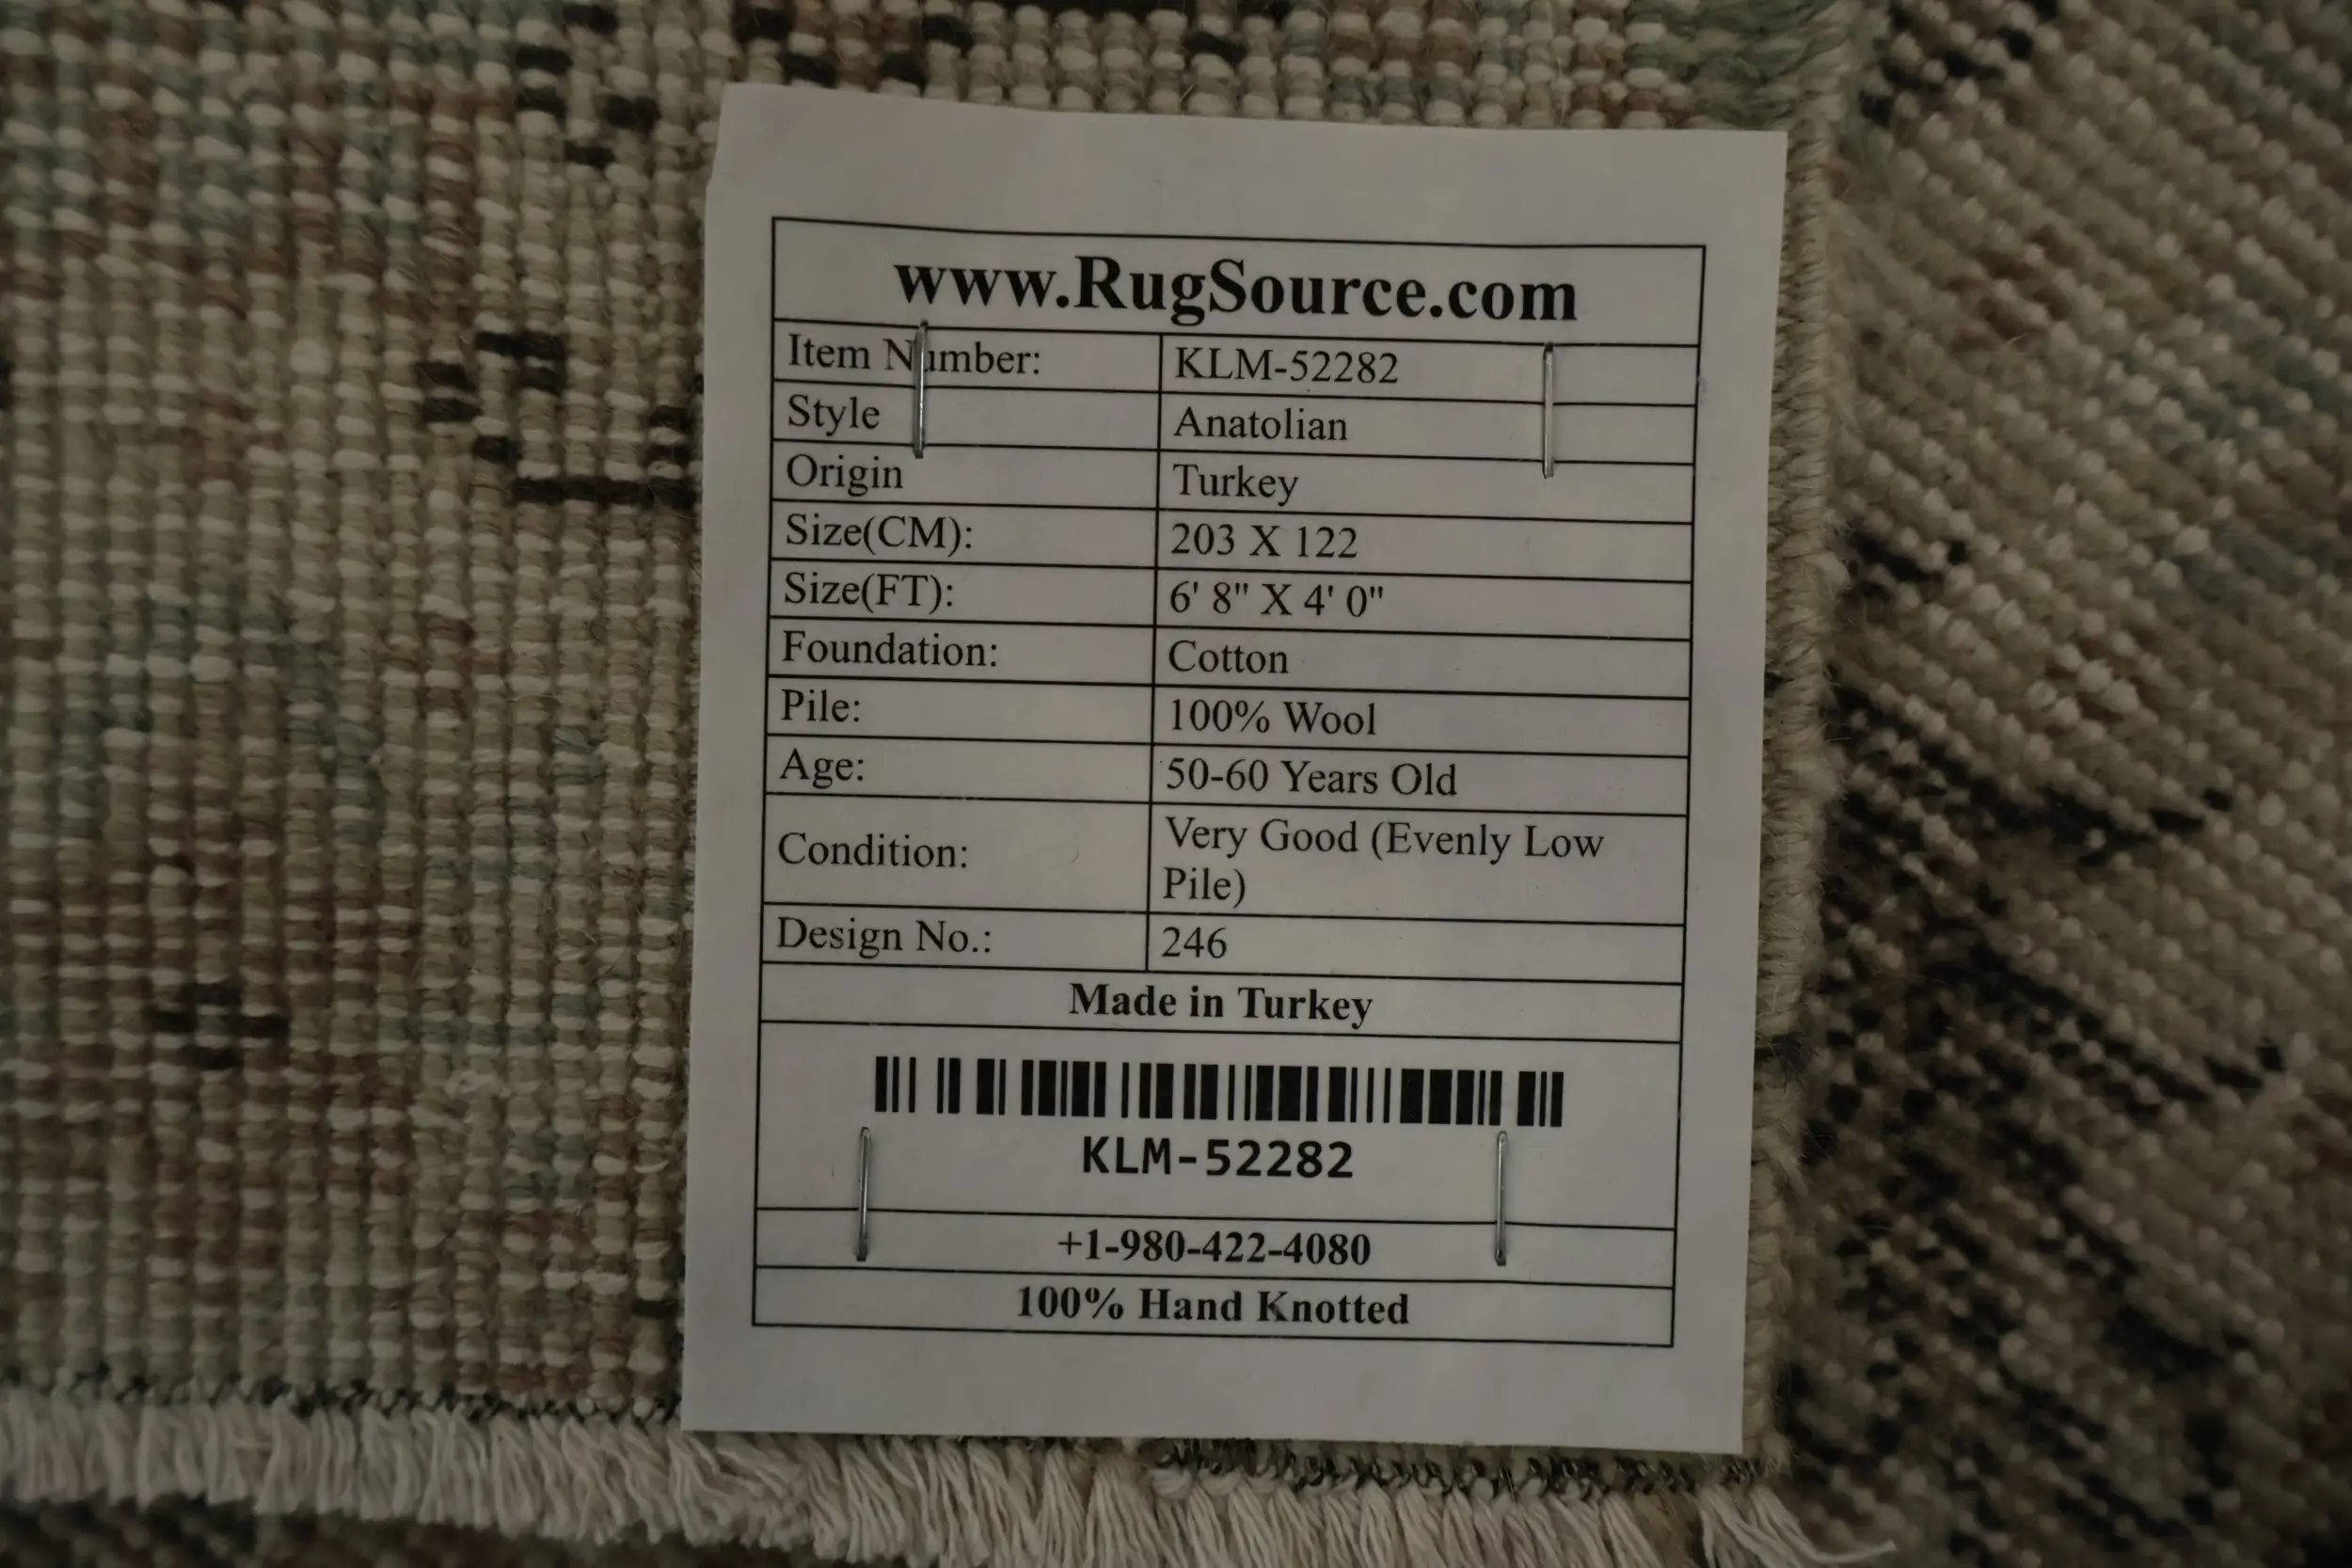 www.RugSource.com
Item Number: KLM-52282
Style Anatolian
Origin Turkey
Size(CM): 203 X 122
Size(FT): 6' 8" X 4' 0"
Foundation: Cotton
Pile: 100% Wool
Age: 50-60 Years Old
Condition: Very Good (Evenly Low
Pile)
Design No.: 246
Made in Turkey
KLM-52282
+1-980-422-4080
100% Hand Knotted